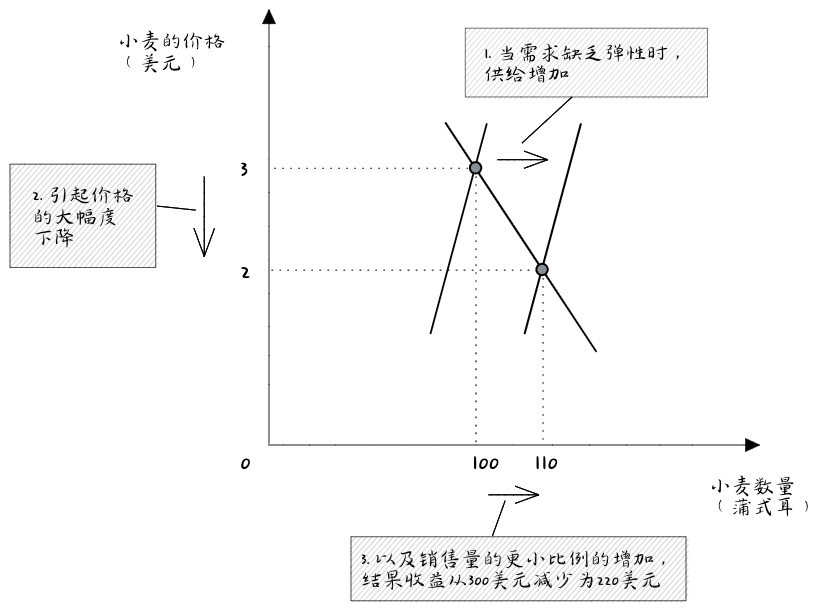 小麦的价格
（美元）
1. 当需求缺乏弹性时，
供给增加
3
2. 引起价格
的大幅度
下降
2
0
100
110
小麦数量
（蒲式耳）
3. 以及销售量的更小比例的增加，
结果收益从300美元减少为220美元